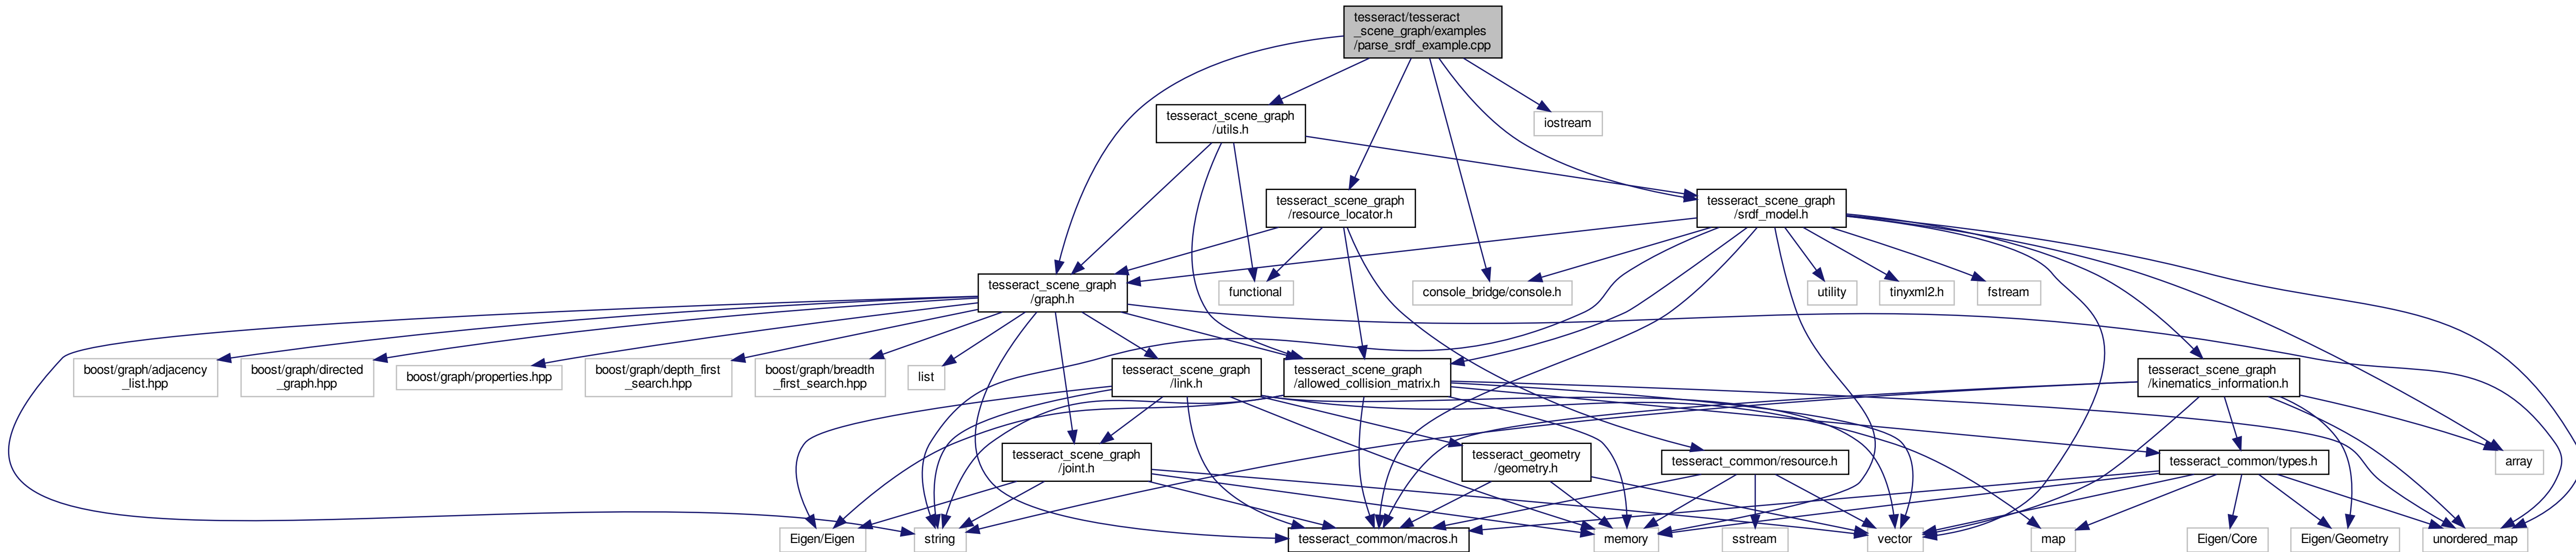 tesseract/tesseract
_scene_graph/examples
/parse_srdf_example.cpp
tesseract_scene_graph
/utils.h
iostream
tesseract_scene_graph
/resource_locator.h
tesseract_scene_graph
/srdf_model.h
tesseract_scene_graph
/graph.h
functional
console_bridge/console.h
utility
tinyxml2.h
fstream
boost/graph/adjacency
_list.hpp
boost/graph/directed
_graph.hpp
boost/graph/properties.hpp
boost/graph/depth_first
_search.hpp
boost/graph/breadth
_first_search.hpp
list
tesseract_scene_graph
/link.h
tesseract_scene_graph
/allowed_collision_matrix.h
tesseract_scene_graph
/kinematics_information.h
tesseract_scene_graph
/joint.h
tesseract_geometry
/geometry.h
tesseract_common/resource.h
tesseract_common/types.h
array
Eigen/Eigen
string
tesseract_common/macros.h
memory
sstream
vector
map
Eigen/Core
Eigen/Geometry
unordered_map